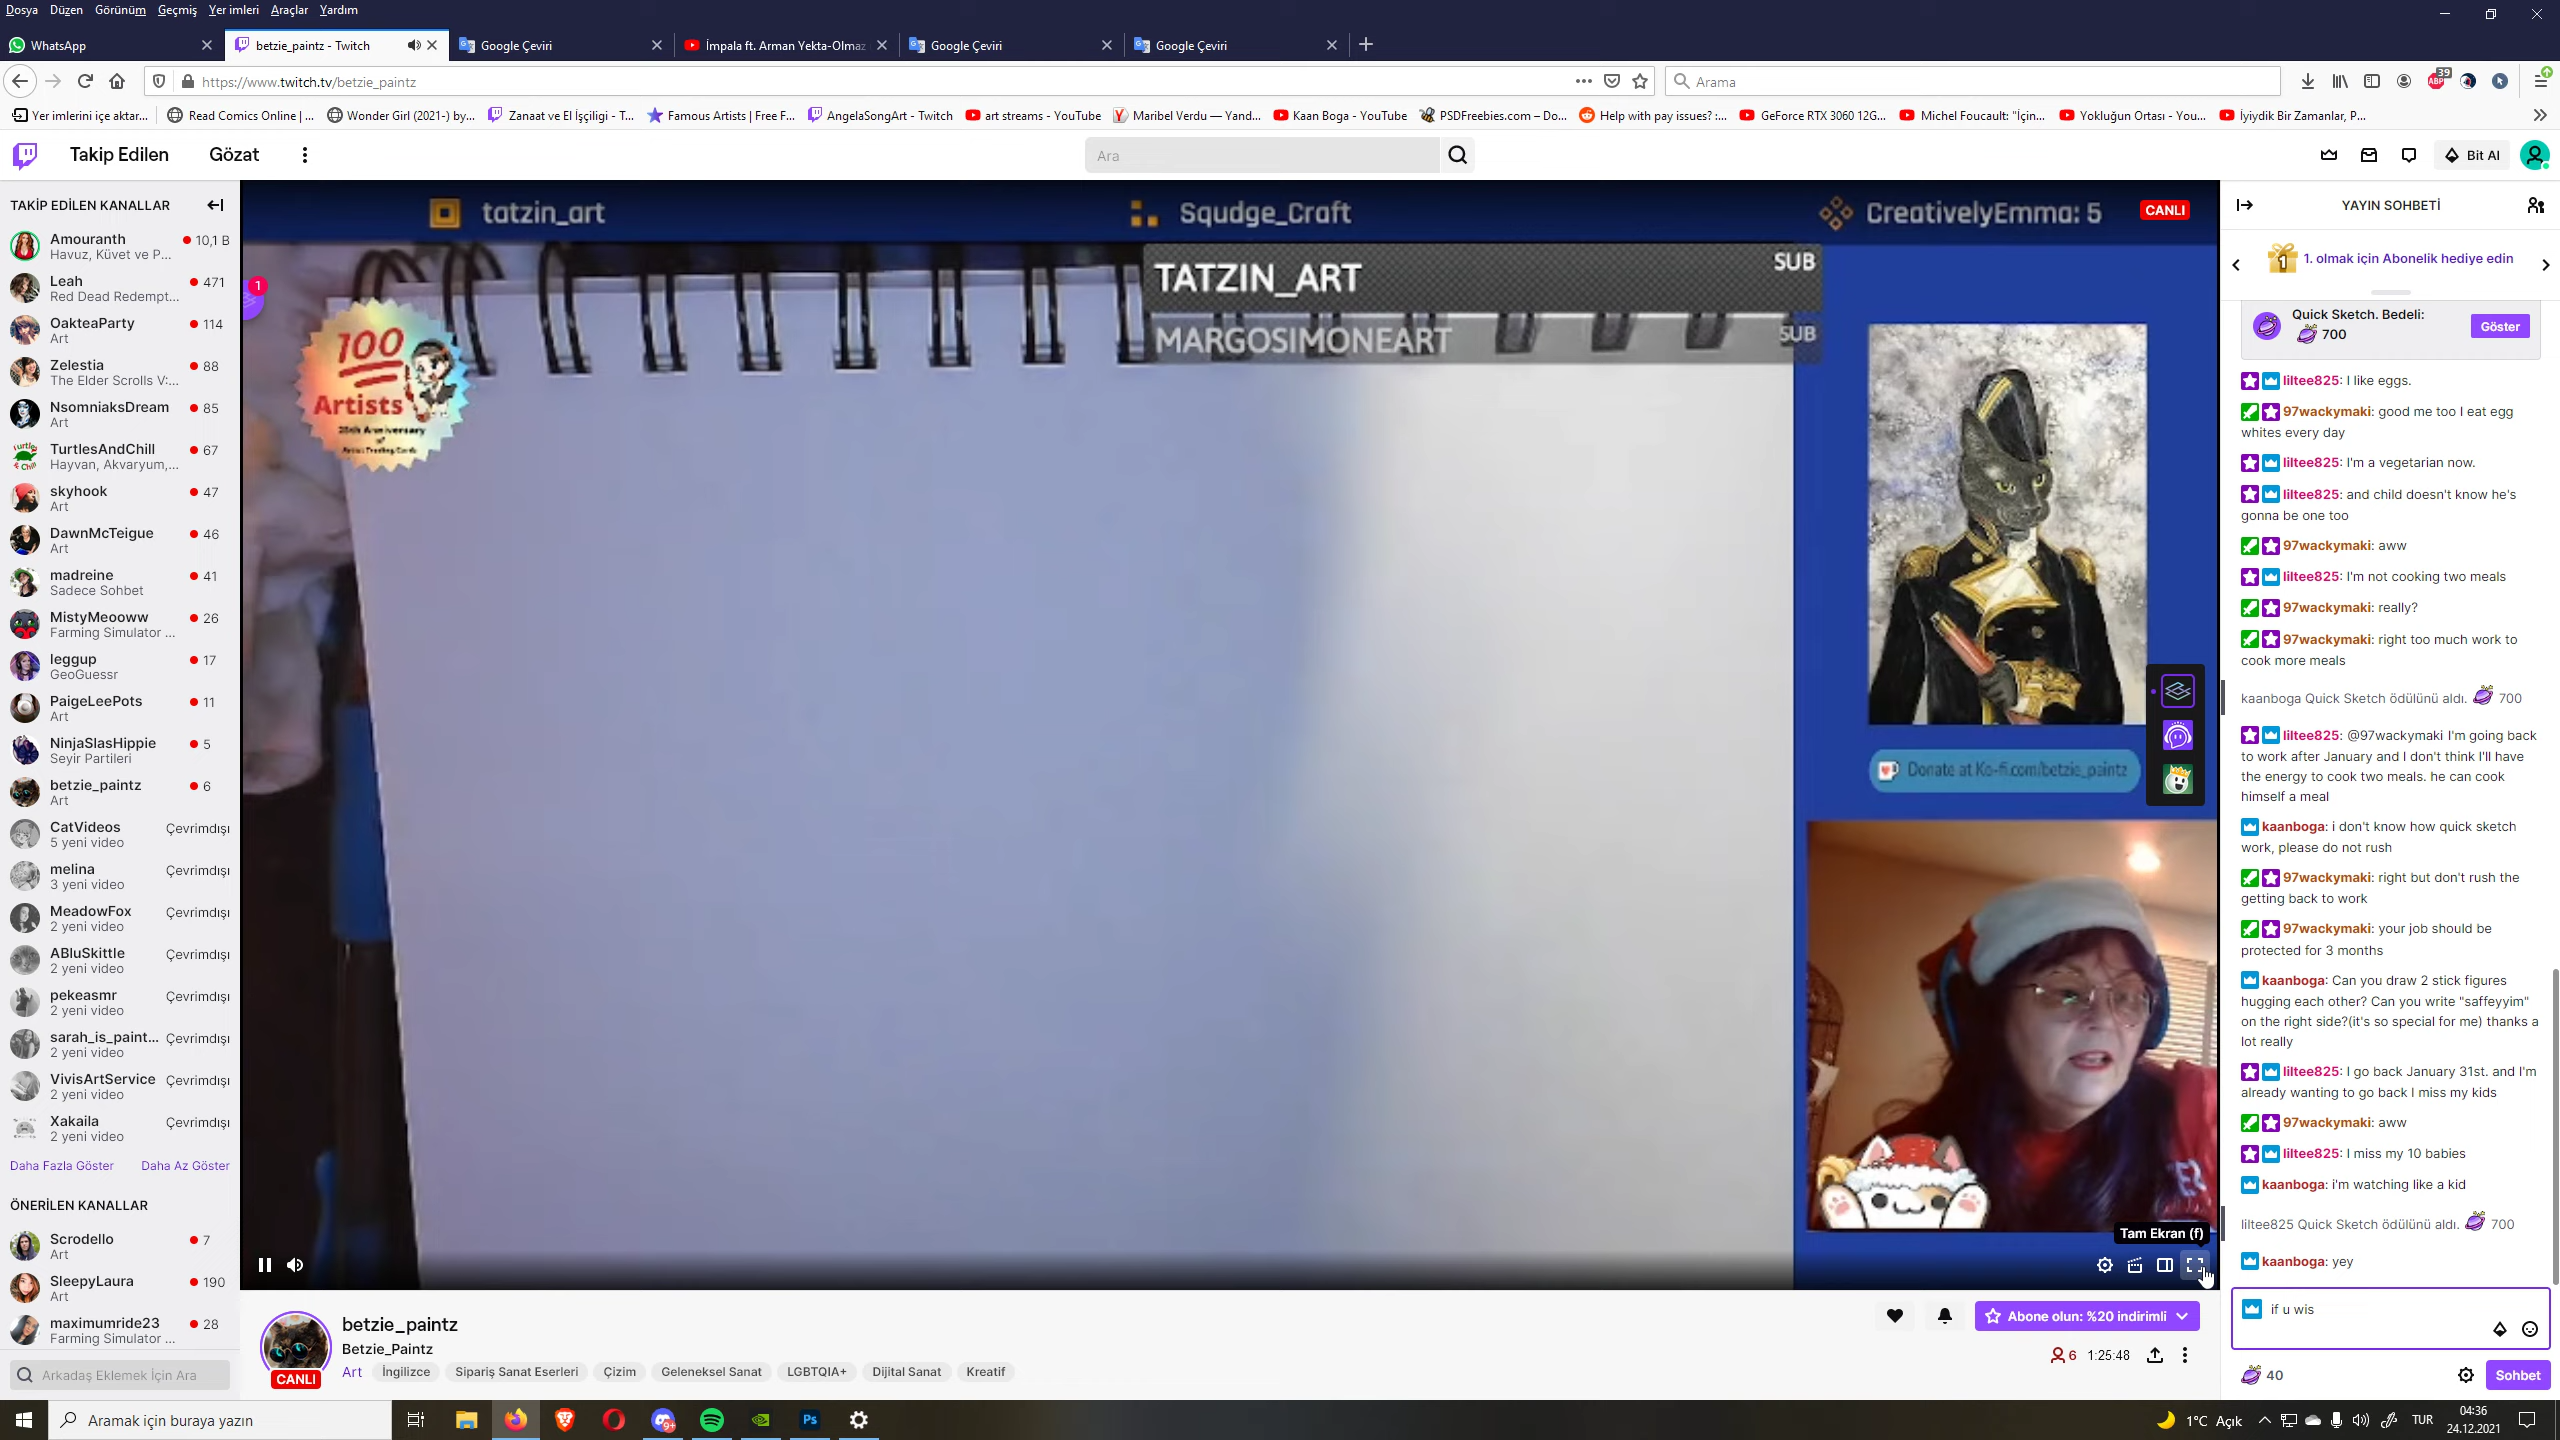 Dosya Düzen Görünüm Geçmiş Yer imleri Araçlar Yardım
WhatsApp
betzie_paintz - Twitch
Google Çeviri
İmpala ft. Arman Yekta-Olmaz
Google Çeviri
Google Çeviri
https://www.twitch.tv/betzie_paintz
Arama
39
ABP
Yer imlerini içe aktar...
Read Comics Online | ...
Wonder Girl (2021-) by...
Zanaat ve El İşçiligi - T...
Famous Artists | Free F...
AngelaSongArt - Twitch
art streams - YouTube
Maribel Verdu — Yand...
Kaan Boga - YouTube
PSDFreebies.com – Do...
Help with pay issues? :...
GeForce RTX 3060 12G...
Michel Foucault: "İçin...
Yokluğun Ortası - You...
İyiydik Bir Zamanlar, P...
Takip Edilen
Gözat
Ara
Bit Al
TAKİP EDİLEN KANALLAR
Amouranth 10,1 B
Havuz, Küvet ve P...
Leah 471
Red Dead Redempt...
OakteaParty 114
Art
Zelestia 88
The Elder Scrolls V:...
NsomniaksDream 85
Art
TurtlesAndChill 67
Hayvan, Akvaryum,...
skyhook 47
Art
DawnMcTeigue 46
Art
madreine 41
Sadece Sohbet
MistyMeooww 26
Farming Simulator ...
leggup 17
GeoGuessr
PaigeLeePots 11
Art
NinjaSlasHippie 5
Seyir Partileri
betzie_paintz 6
Art
CatVideos Çevrimdışı
5 yeni video
melina Çevrimdışı
3 yeni video
MeadowFox Çevrimdışı
2 yeni video
ABluSkittle Çevrimdışı
2 yeni video
pekeasmr Çevrimdışı
2 yeni video
sarah_is_paint... Çevrimdışı
2 yeni video
VivisArtService Çevrimdışı
2 yeni video
Xakaila Çevrimdışı
2 yeni video
Daha Fazla Göster Daha Az Göster
ÖNERİLEN KANALLAR
Scrodello 7
Art
SleepyLaura 190
Art
maximumride23 28
Farming Simulator ...
Arkadaş Eklemek İçin Ara
tatzin_art
Squdge_Craft
CreativelyEmma: 5
CANLI
1
TATZIN_ART SUB
MARGOSIMONEART SUB
100
Artists
25th Anniversary
of
Artist Trading Cards
Donate at Ko-fi.com/betzie_paintz
Tam Ekran (f)
CANLI
betzie_paintz
Betzie_Paintz
Art İngilizce Sipariş Sanat Eserleri Çizim Geleneksel Sanat LGBTQIA+ Dijital Sanat Kreatif
Abone olun: %20 indirimli
6 1:25:48
YAYIN SOHBETİ
1
1. olmak için Abonelik hediye edin
Quick Sketch. Bedeli:
700
Göster
liltee825: I like eggs.
97wackymaki: good me too I eat egg
whites every day
liltee825: I'm a vegetarian now.
liltee825: and child doesn't know he's
gonna be one too
97wackymaki: aww
liltee825: I'm not cooking two meals
97wackymaki: really?
97wackymaki: right too much work to
cook more meals
kaanboga Quick Sketch ödülünü aldı. 700
liltee825: @97wackymaki I'm going back
to work after January and I don't think I'll have
the energy to cook two meals. he can cook
himself a meal
kaanboga: i don't know how quick sketch
work, please do not rush
97wackymaki: right but don't rush the
getting back to work
97wackymaki: your job should be
protected for 3 months
kaanboga: Can you draw 2 stick figures
hugging each other? Can you write "saffeyyim"
on the right side?(it's so special for me) thanks a
lot really
liltee825: I go back January 31st. and I'm
already wanting to go back I miss my kids
97wackymaki: aww
liltee825: I miss my 10 babies
kaanboga: i'm watching like a kid
liltee825 Quick Sketch ödülünü aldı. 700
kaanboga: yey
if u wis
40
Sohbet
Aramak için buraya yazın
9+
Ps
1°C Açık
TUR
04:36
24.12.2021